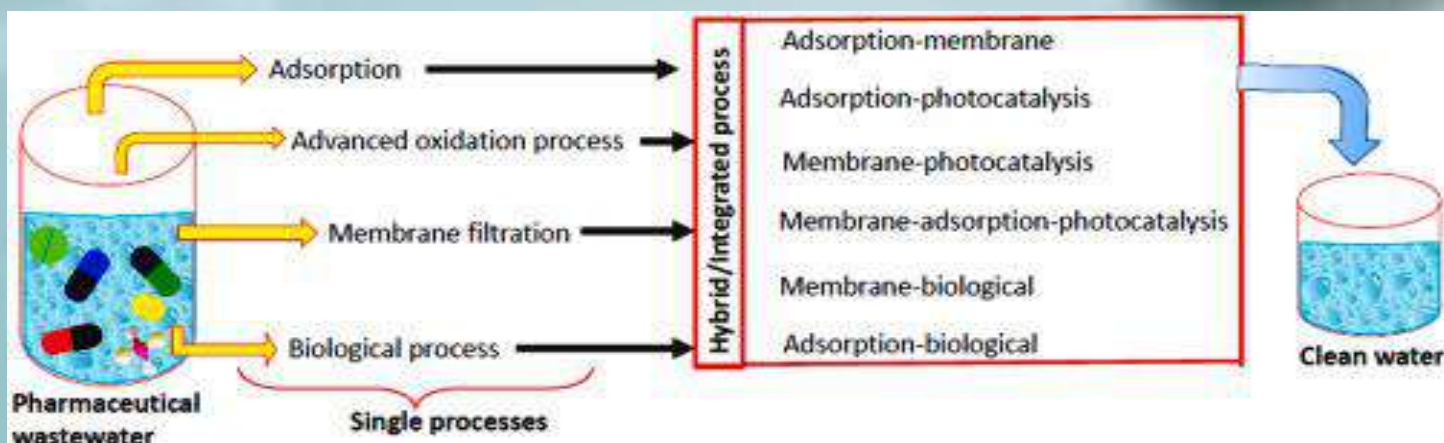 Adsorption
Advanced oxidation process
Membrane filtration
Biological process
Pharmaceutical
wastewater
Single processes
Hybrid/Integrated process
Adsorption-membrane
Adsorption-photocatalysis
Membrane-photocatalysis
Membrane-adsorption-photocatalysis
Membrane-biological
Adsorption-biological
Clean water